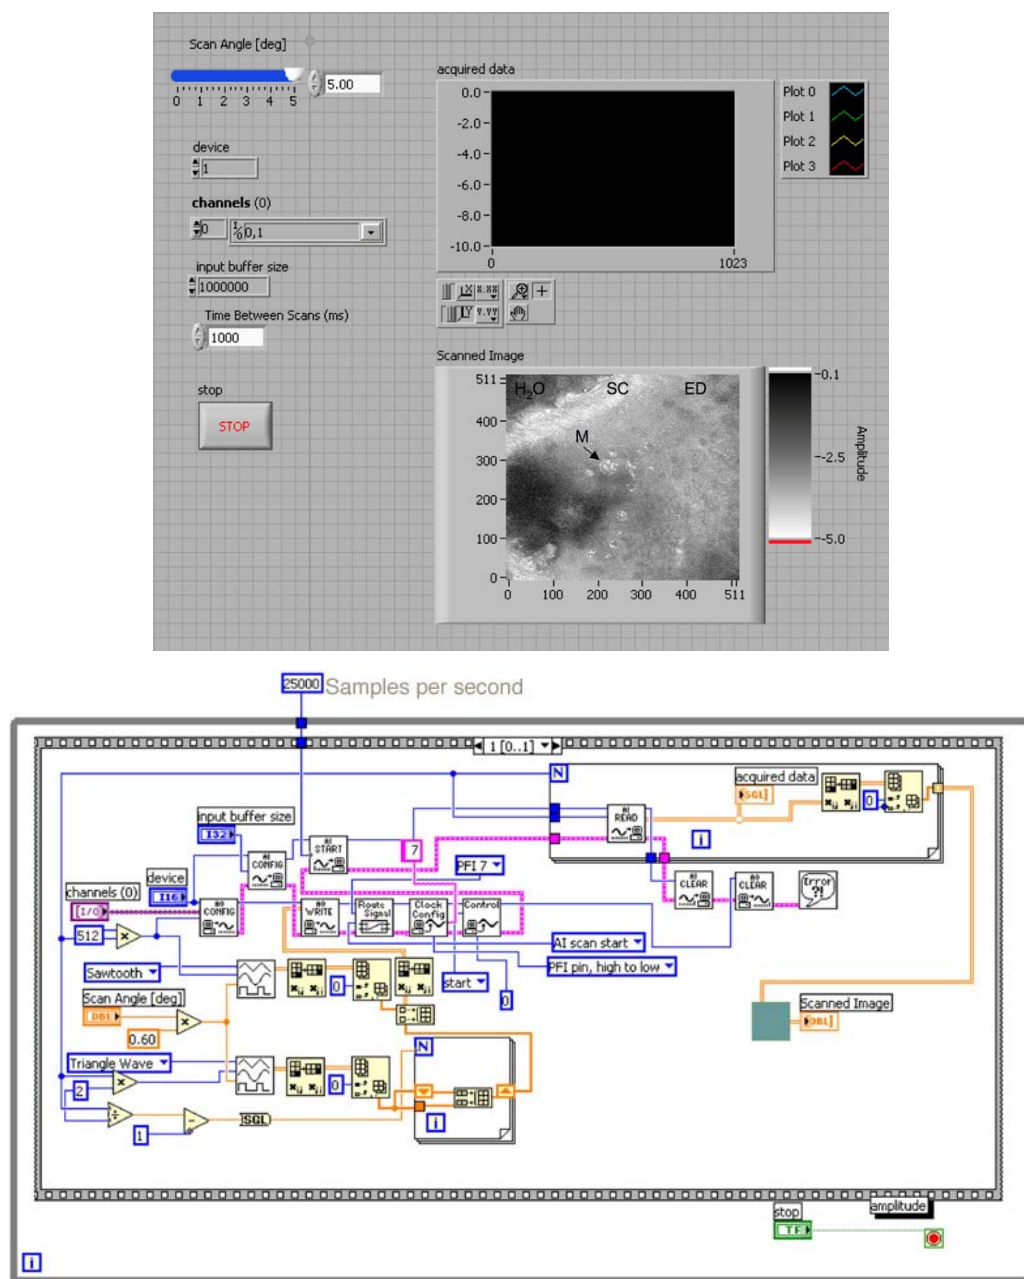 Scan Angle [deg]
5.00
0 1 2 3 4 5
device
1
channels (0)
0
I/O 0,1
input buffer size
1000000
Time Between Scans (ms)
1000
stop
STOP
acquired data
0.0
-2.0
-4.0
-6.0
-8.0
-10.0
0 1023
Plot 0
Plot 1
Plot 2
Plot 3
X X.XX
Y Y.YY
Scanned Image
511
400
300
200
100
0
0 100 200 300 400 511
H₂O SC ED
M
-0.1
-2.5
-5.0
Amplitude
25000 Samples per second
1 [0..1]
N
acquired data
SGL]
0
input buffer size
I32
AI START
AI READ
i
7
PFI 7
AI CONFIG
device
I16
channels (0)
[I/O]
AO CONFIG
AO WRITE
Route Signal
Clock Config
Control
AI CLEAR
AO CLEAR
Error ?!
512
x
AI scan start
PFI pin, high to low
start
0
Sawtooth
0
Scan Angle [deg]
DBL
x
0.60
Scanned Image
DBL]
Triangle Wave
0
N
2
x
÷
-
SGL
1
i
stop
TF
amplitude
i